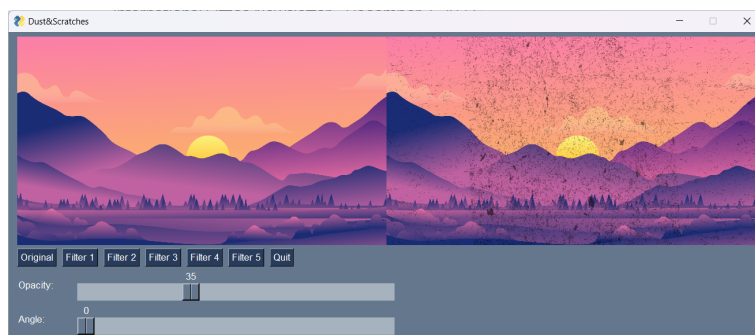 Dust&Scratches
Original Filter 1 Filter 2 Filter 3 Filter 4 Filter 5 Quit
35
Opacity:
0
Angle: